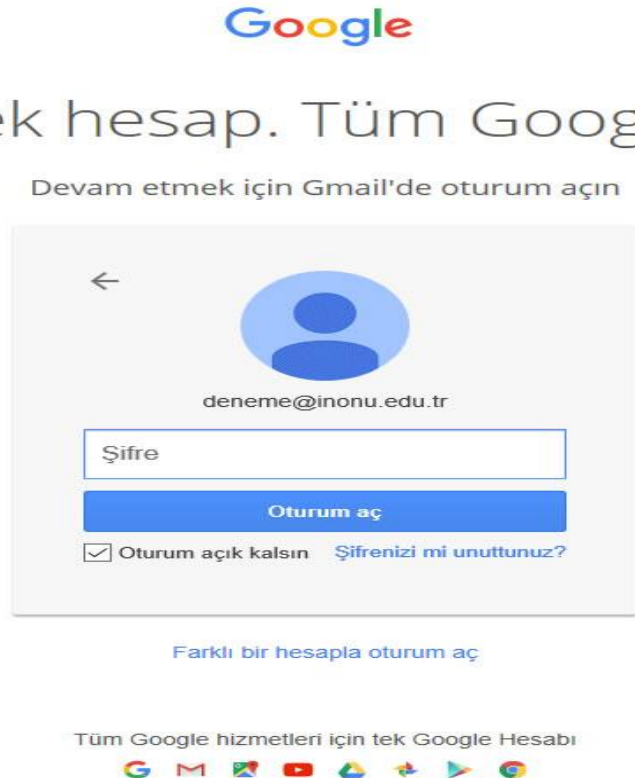 Google
ek hesap. Tüm Goog
Devam etmek için Gmail'de oturum açın
deneme@inonu.edu.tr
Şifre
Oturum aç
Oturum açık kalsın Şifrenizi mi unuttunuz?
Farklı bir hesapla oturum aç
Tüm Google hizmetleri için tek Google Hesabı